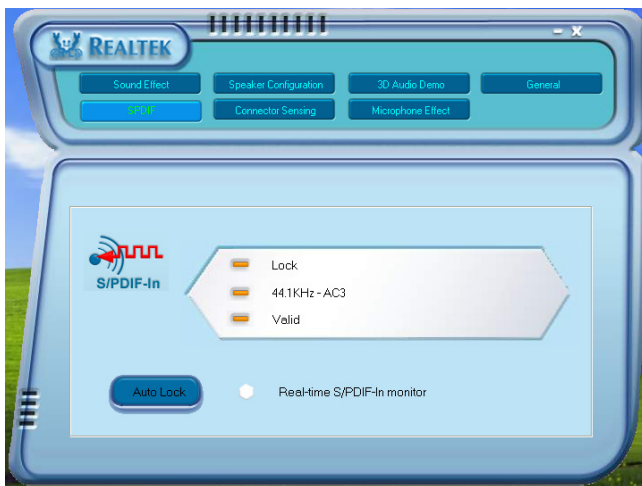 REALTEK
- x
Sound Effect
Speaker Configuration
3D Audio Demo
General
SPDIF
Connector Sensing
Microphone Effect
S/PDIF-In
Lock
44.1KHz - AC3
Valid
Auto Lock
Real-time S/PDIF-In monitor